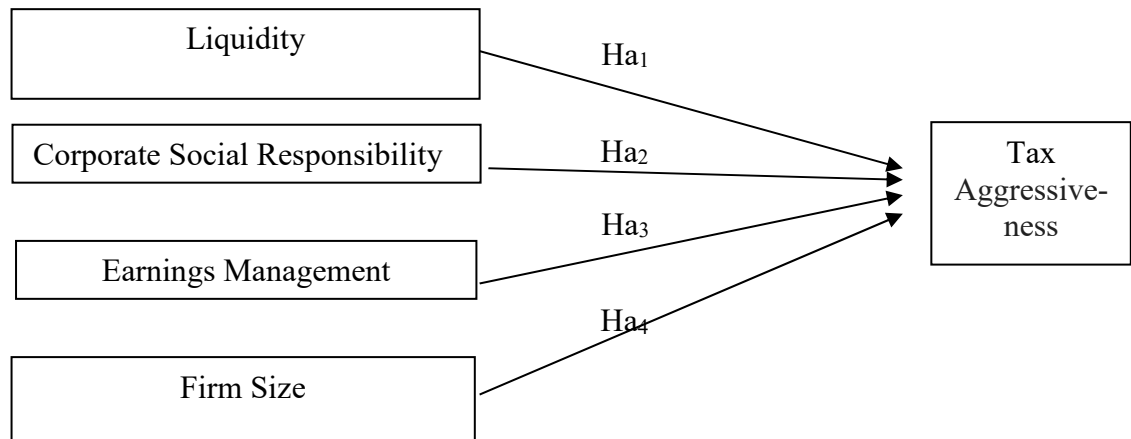 Liquidity
Ha₁
Corporate Social Responsibility
Ha₂
Tax
Aggressive-
ness
Ha₃
Earnings Management
Ha₄
Firm Size